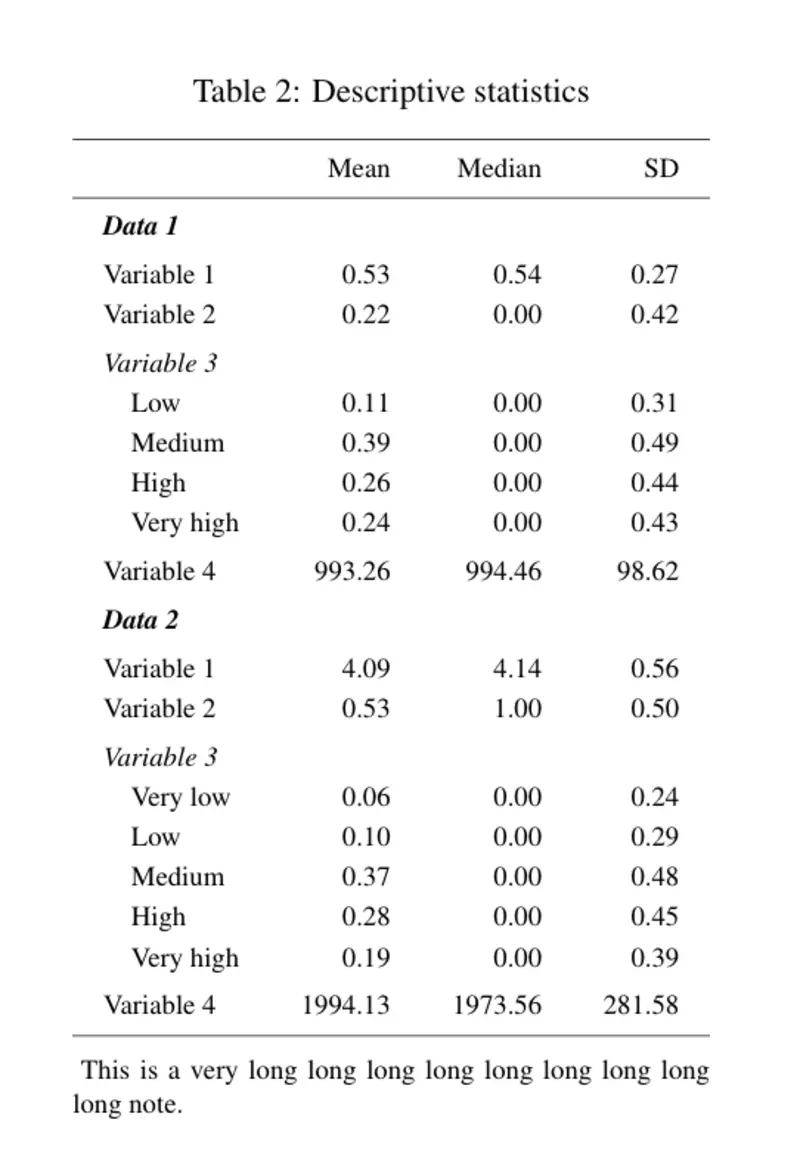 Table 2: Descriptive statistics
Mean Median SD
Data 1
Variable 1 0.53 0.54 0.27
Variable 2 0.22 0.00 0.42
Variable 3
Low 0.11 0.00 0.31
Medium 0.39 0.00 0.49
High 0.26 0.00 0.44
Very high 0.24 0.00 0.43
Variable 4 993.26 994.46 98.62
Data 2
Variable 1 4.09 4.14 0.56
Variable 2 0.53 1.00 0.50
Variable 3
Very low 0.06 0.00 0.24
Low 0.10 0.00 0.29
Medium 0.37 0.00 0.48
High 0.28 0.00 0.45
Very high 0.19 0.00 0.39
Variable 4 1994.13 1973.56 281.58
This is a very long long long long long long long long
long note.